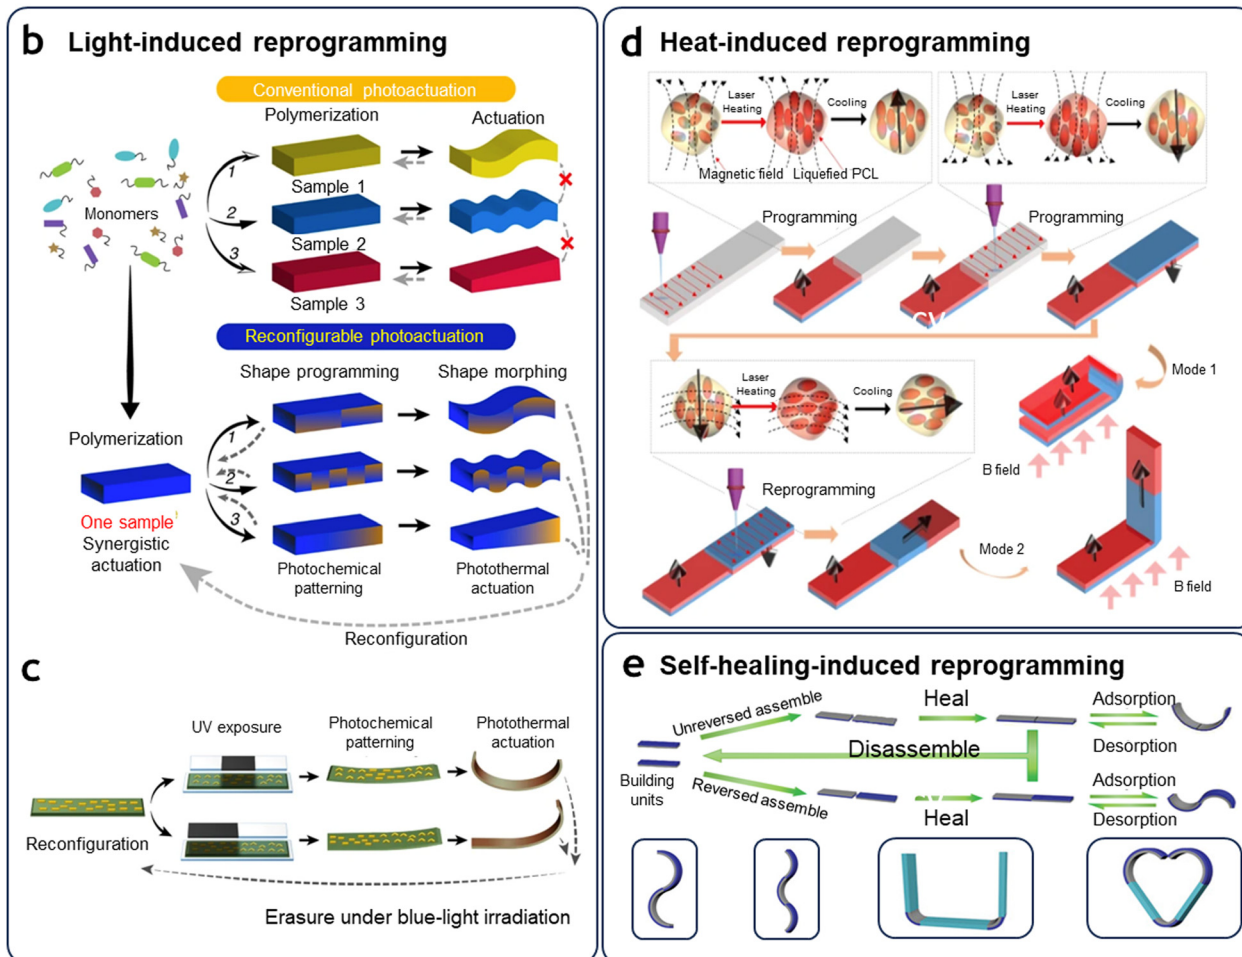 b Light-induced reprogramming
Conventional photoactuation
Polymerization
Actuation
Monomers
1
2
3
Sample 1
Sample 2
Sample 3
Reconfigurable photoactuation
Shape programming
Shape morphing
Polymerization
1
2
3
One sample
Synergistic
actuation
Photochemical
patterning
Photothermal
actuation
Reconfiguration
c
UV exposure
Photochemical
patterning
Photothermal
actuation
Reconfiguration
Erasure under blue-light irradiation
d Heat-induced reprogramming
Laser
Heating
Cooling
Laser
Heating
Cooling
Magnetic field
Liquefied PCL
Programming
Programming
Laser
Heating
Cooling
Mode 1
B field
Reprogramming
Mode 2
B field
e Self-healing-induced reprogramming
Unreversed assemble
Heal
Adsorption
Desorption
Disassemble
Building
units
Reversed assemble
Heal
Adsorption
Desorption